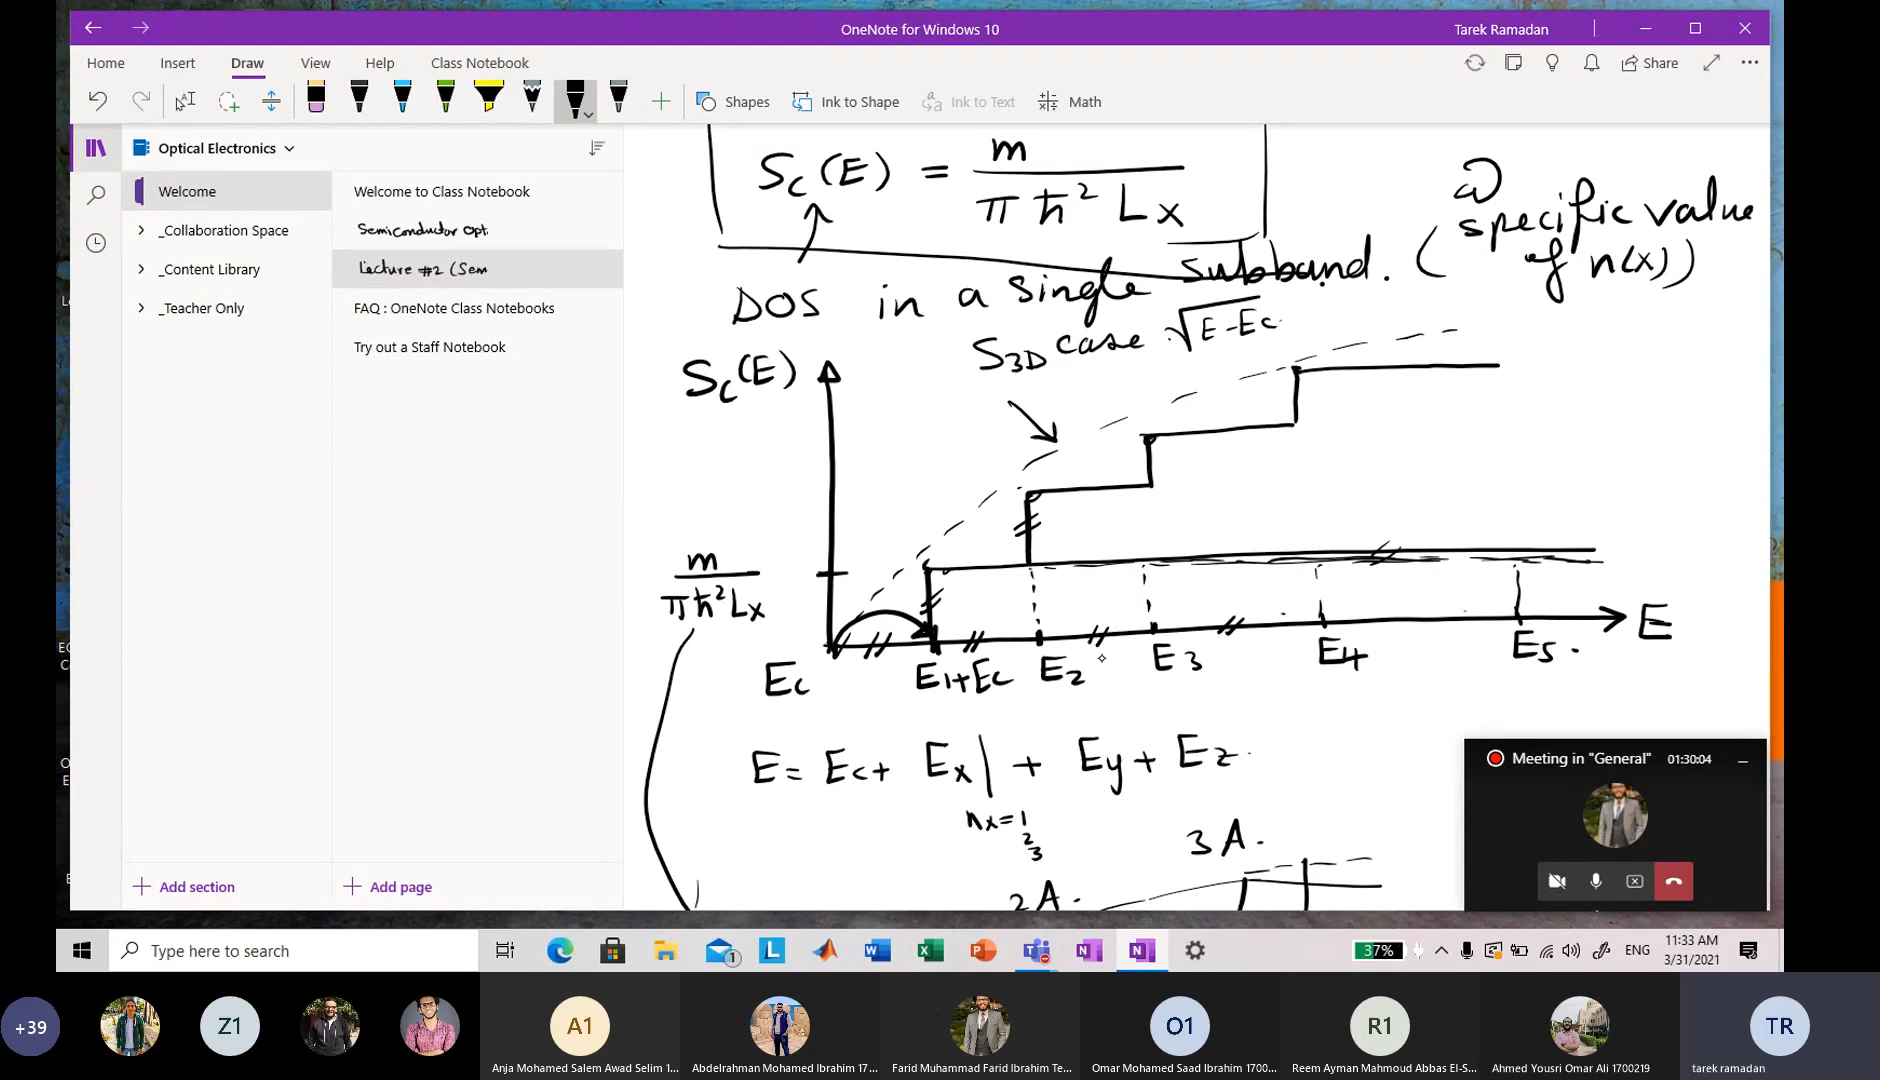 OneNote for Windows 10
Tarek Ramadan
Home Insert Draw View Help Class Notebook
Share
Shapes Ink to Shape Ink to Text Math
Optical Electronics
Welcome
_Collaboration Space
_Content Library
_Teacher Only
Welcome to Class Notebook
Semiconductor Opt
Lecture #2 (Sem
FAQ : OneNote Class Notebooks
Try out a Staff Notebook
Add section
Add page
Sc(E) = m / πħ² Lx
@ specific value
of n(x))
DOS in a single subband. (
S3D case √E-Ec
Sc(E)
m / πħ²Lx
E
Ec E1+Ec E2 E3 E4 E5.
E= Ec+ Ex| + Ey+ Ez
nx=1
2
3
3A.
2A.
Meeting in "General" 01:30:04
Type here to search
1
37%
ENG
11:33 AM
3/31/2021
+39
Z1
A1
O1
R1
TR
Anja Mohamed Salem Awad Selim 1...
Abdelrahman Mohamed Ibrahim 17...
Farid Muhammad Farid Ibrahim Te...
Omar Mohamed Saad Ibrahim 1700...
Reem Ayman Mahmoud Abbas El-S...
Ahmed Yousri Omar Ali 1700219
tarek ramadan